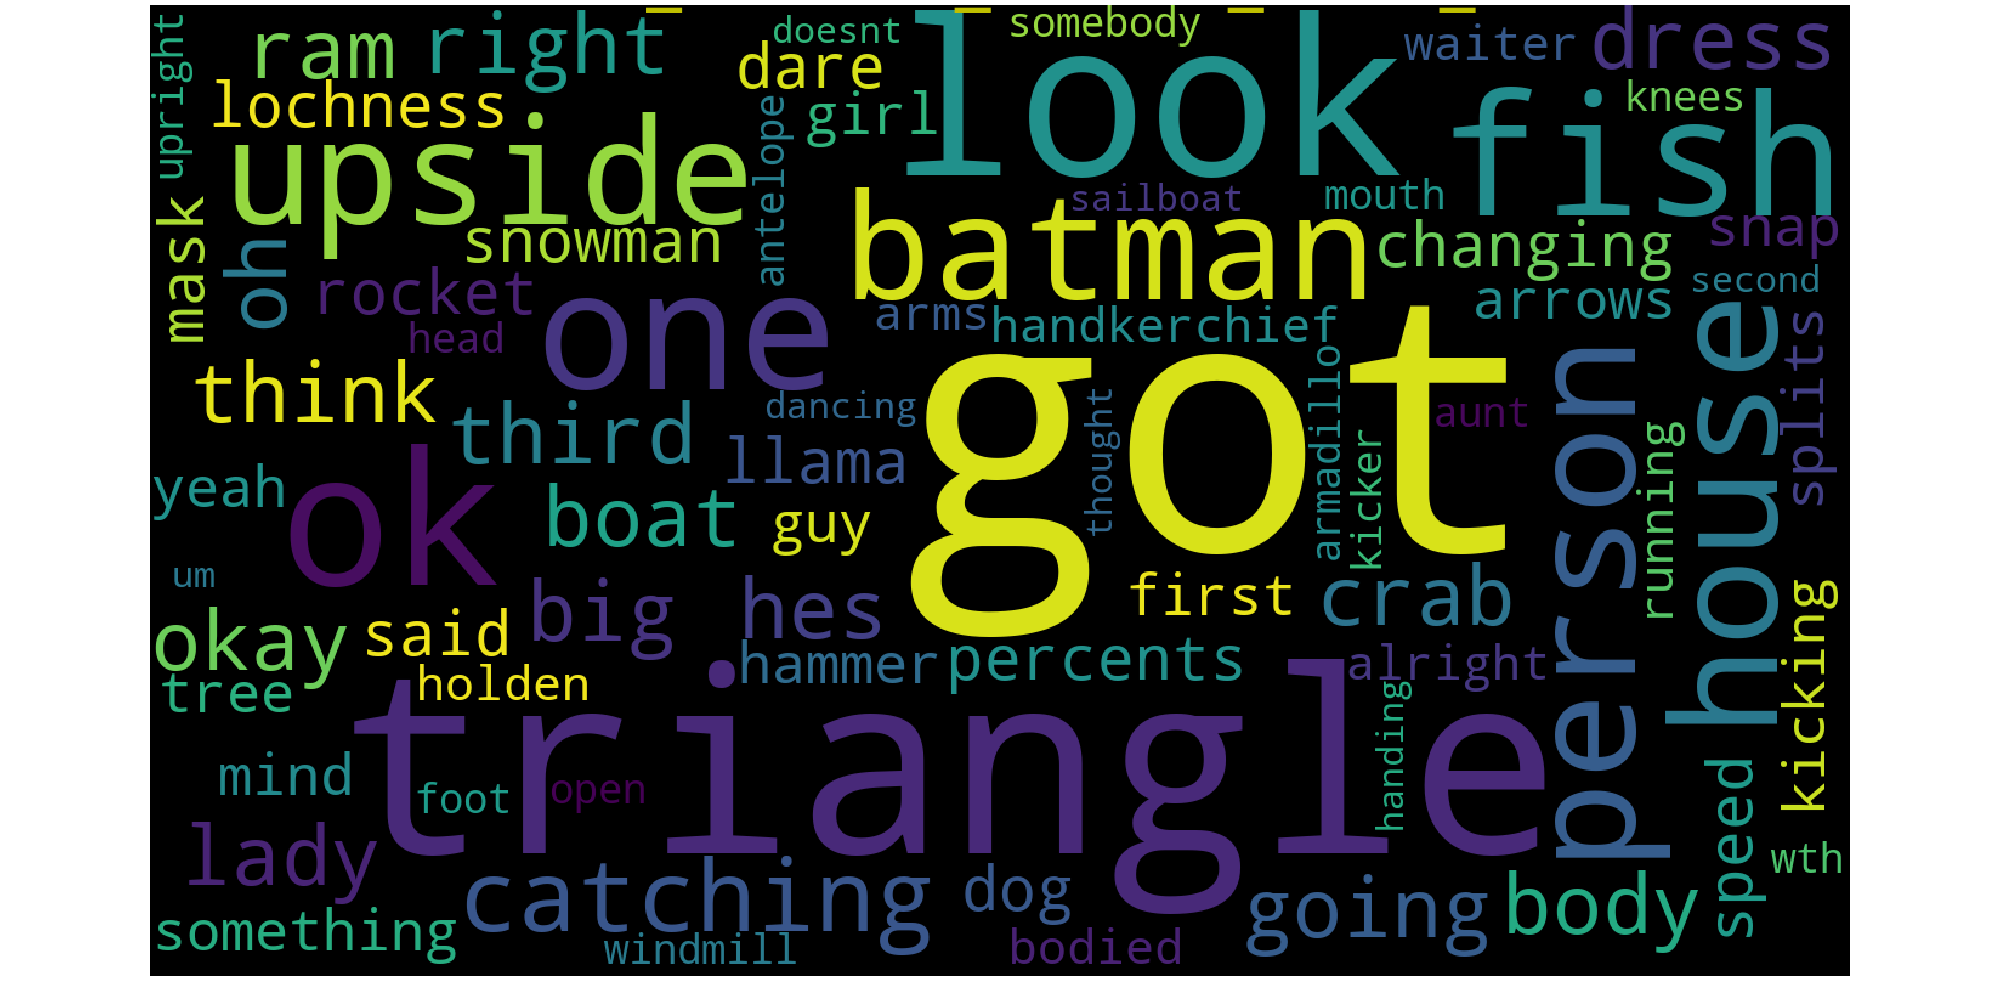 upright
ram
right
doesnt
somebody
look
waiter
dress
dare
lochness
girl
knees
fish
upside
antelope
mask
oh
snowman
batman
sailboat
mouth
changing
snap
rocket
head
one
arms
handkerchief
arrows
second
house
splits
think
third
dancing
got
thought
armadillo
kicker
aunt
person
running
yeah
ok
boat
llama
guy
um
big
hes
first
crab
kicking
okay
said
tree
holden
hammer
percents
alright
triangle
handing
mind
foot
open
speed
lady
wth
catching
dog
going
body
something
windmill
bodied